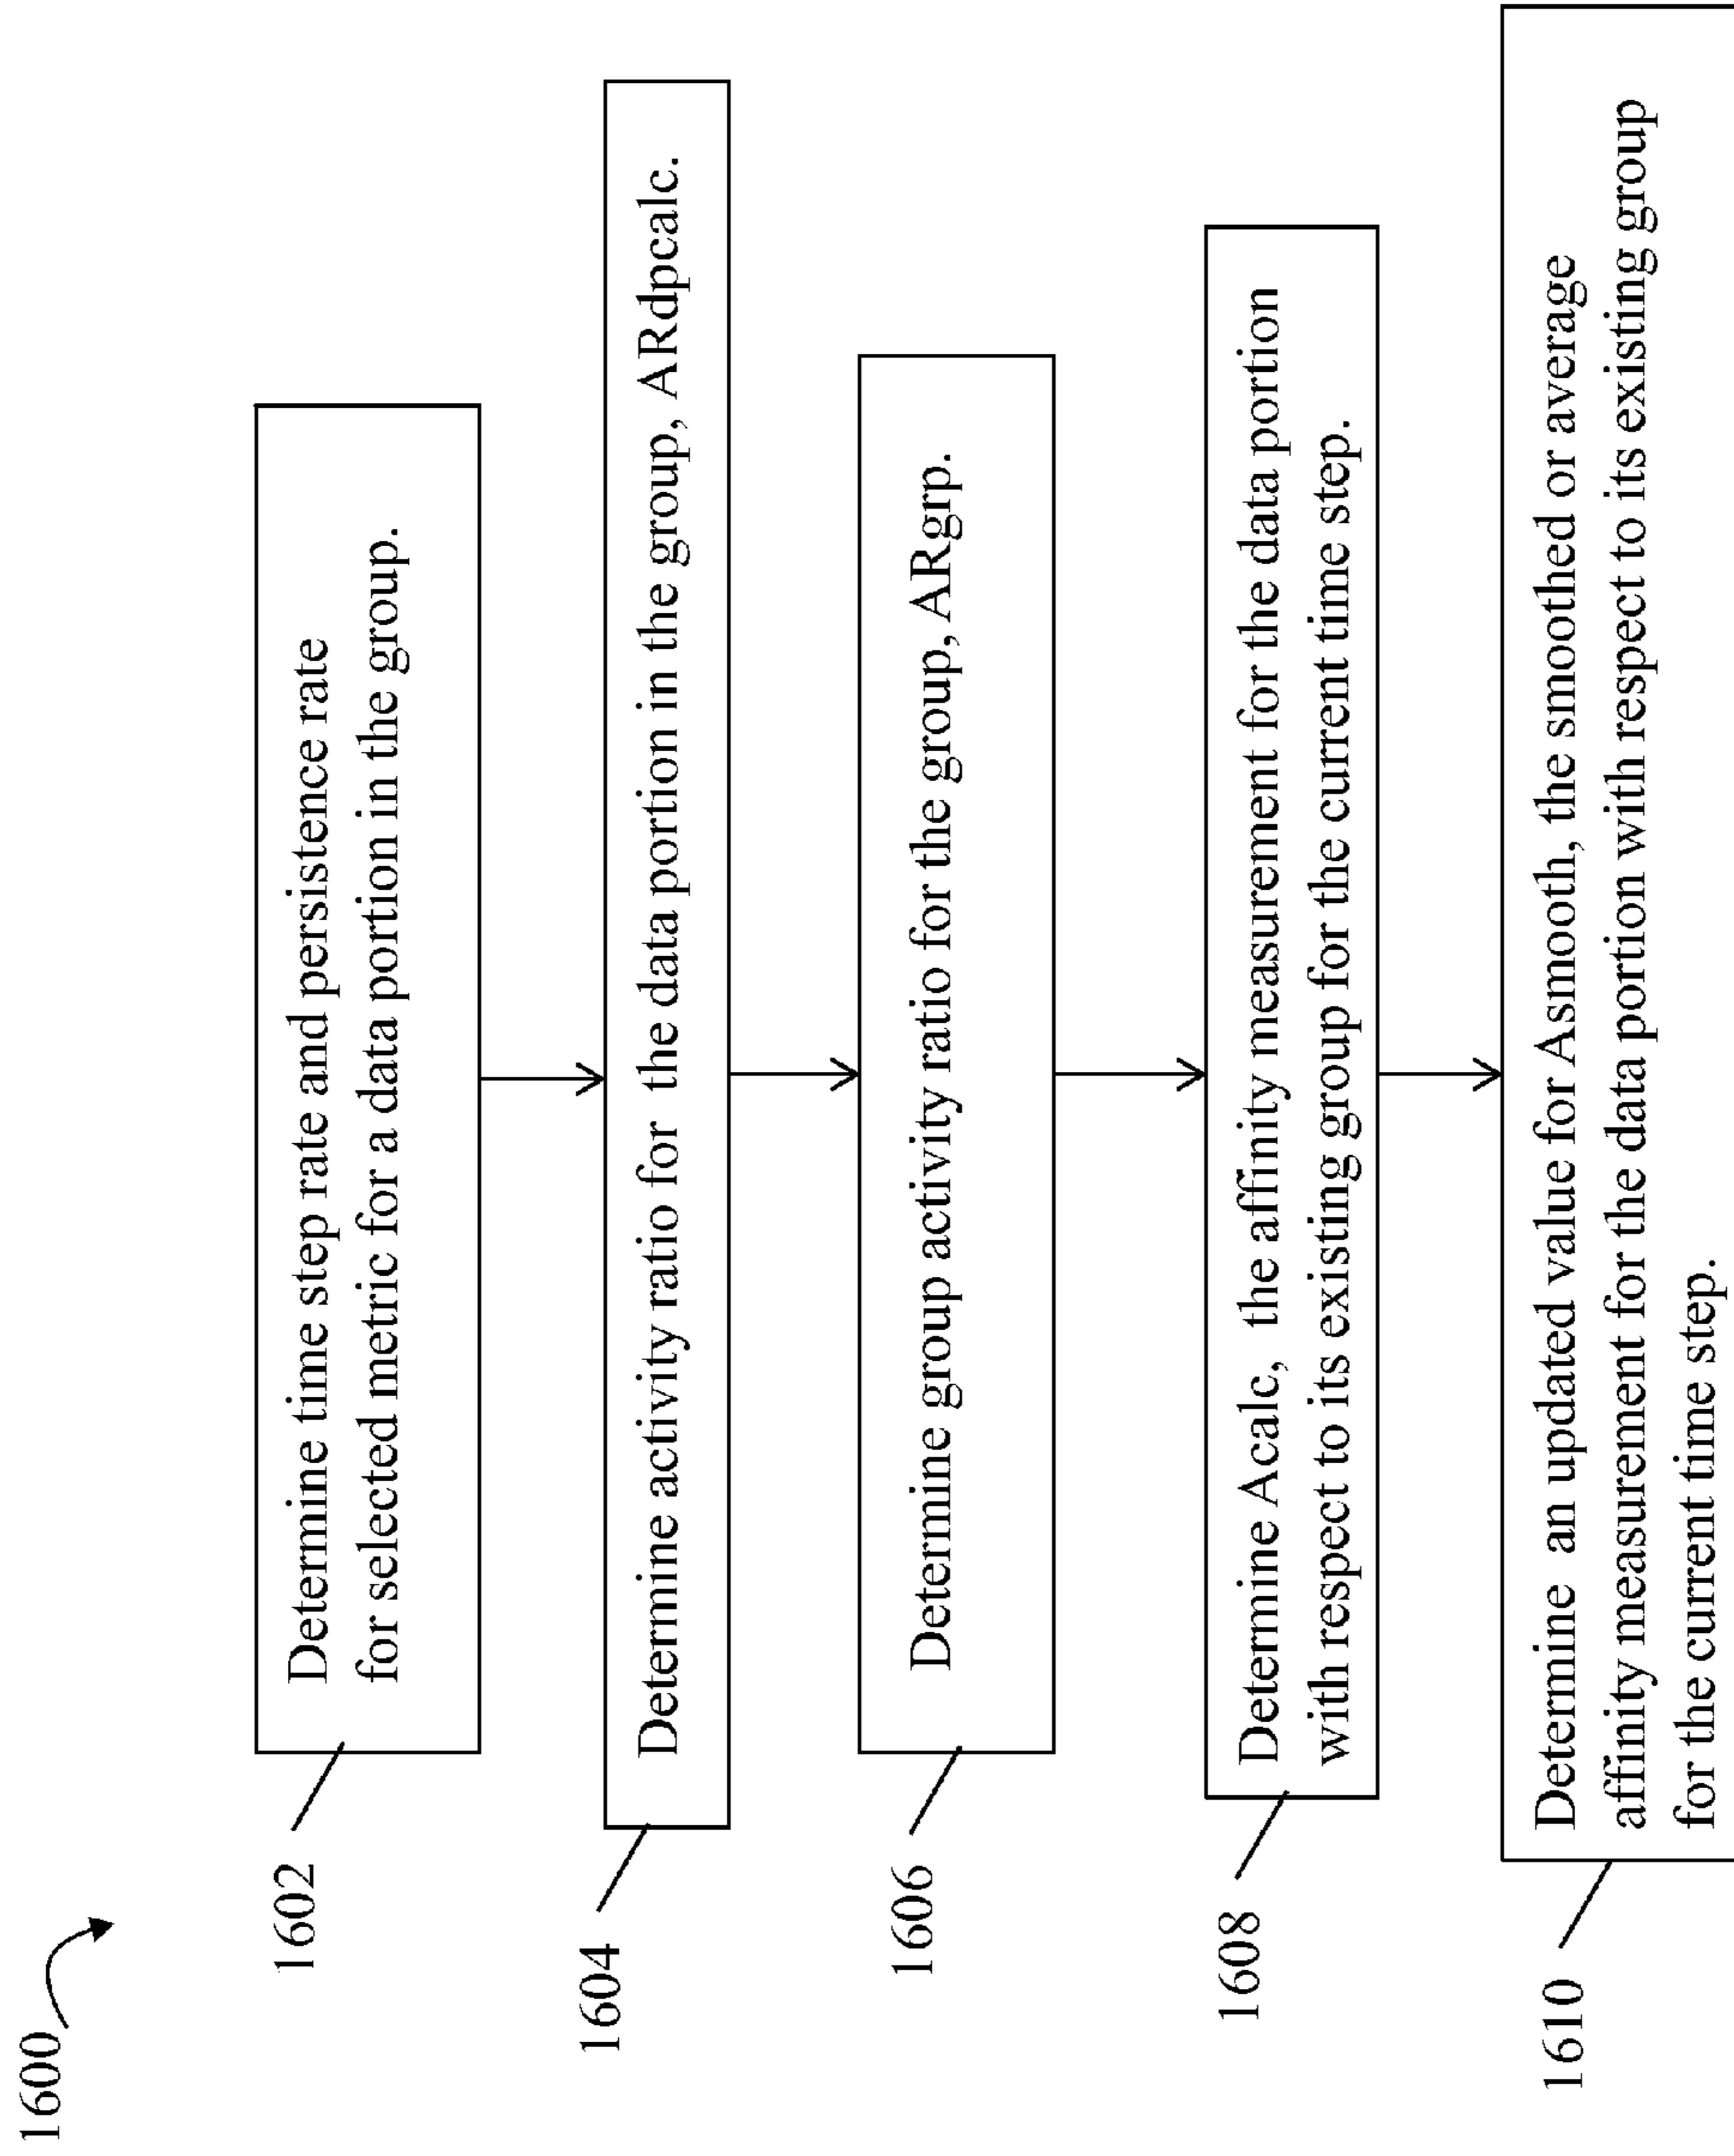 1600
1602
Determine time step rate and persistence rate
for selected metric for a data portion in the group.
1604
Determine activity ratio for the data portion in the group, ARdpcalc.
1606
Determine group activity ratio for the group, ARgrp.
1608
Determine Acalc, the affinity measurement for the data portion
with respect to its existing group for the current time step.
1610
Determine an updated value for Asmooth, the smoothed or average
affinity measurement for the data portion with respect to its existing group
for the current time step.